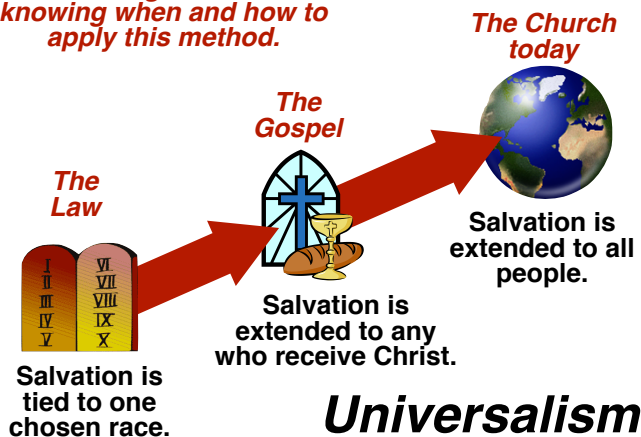 knowing when and how to
apply this method.
The Church
today
The
Gospel
The
Law
I
II
III
IV
V
VI
VII
VIII
IX
X
Salvation is
extended to all
people.
Salvation is
extended to any
who receive Christ.
Salvation is
tied to one
chosen race.
Universalism